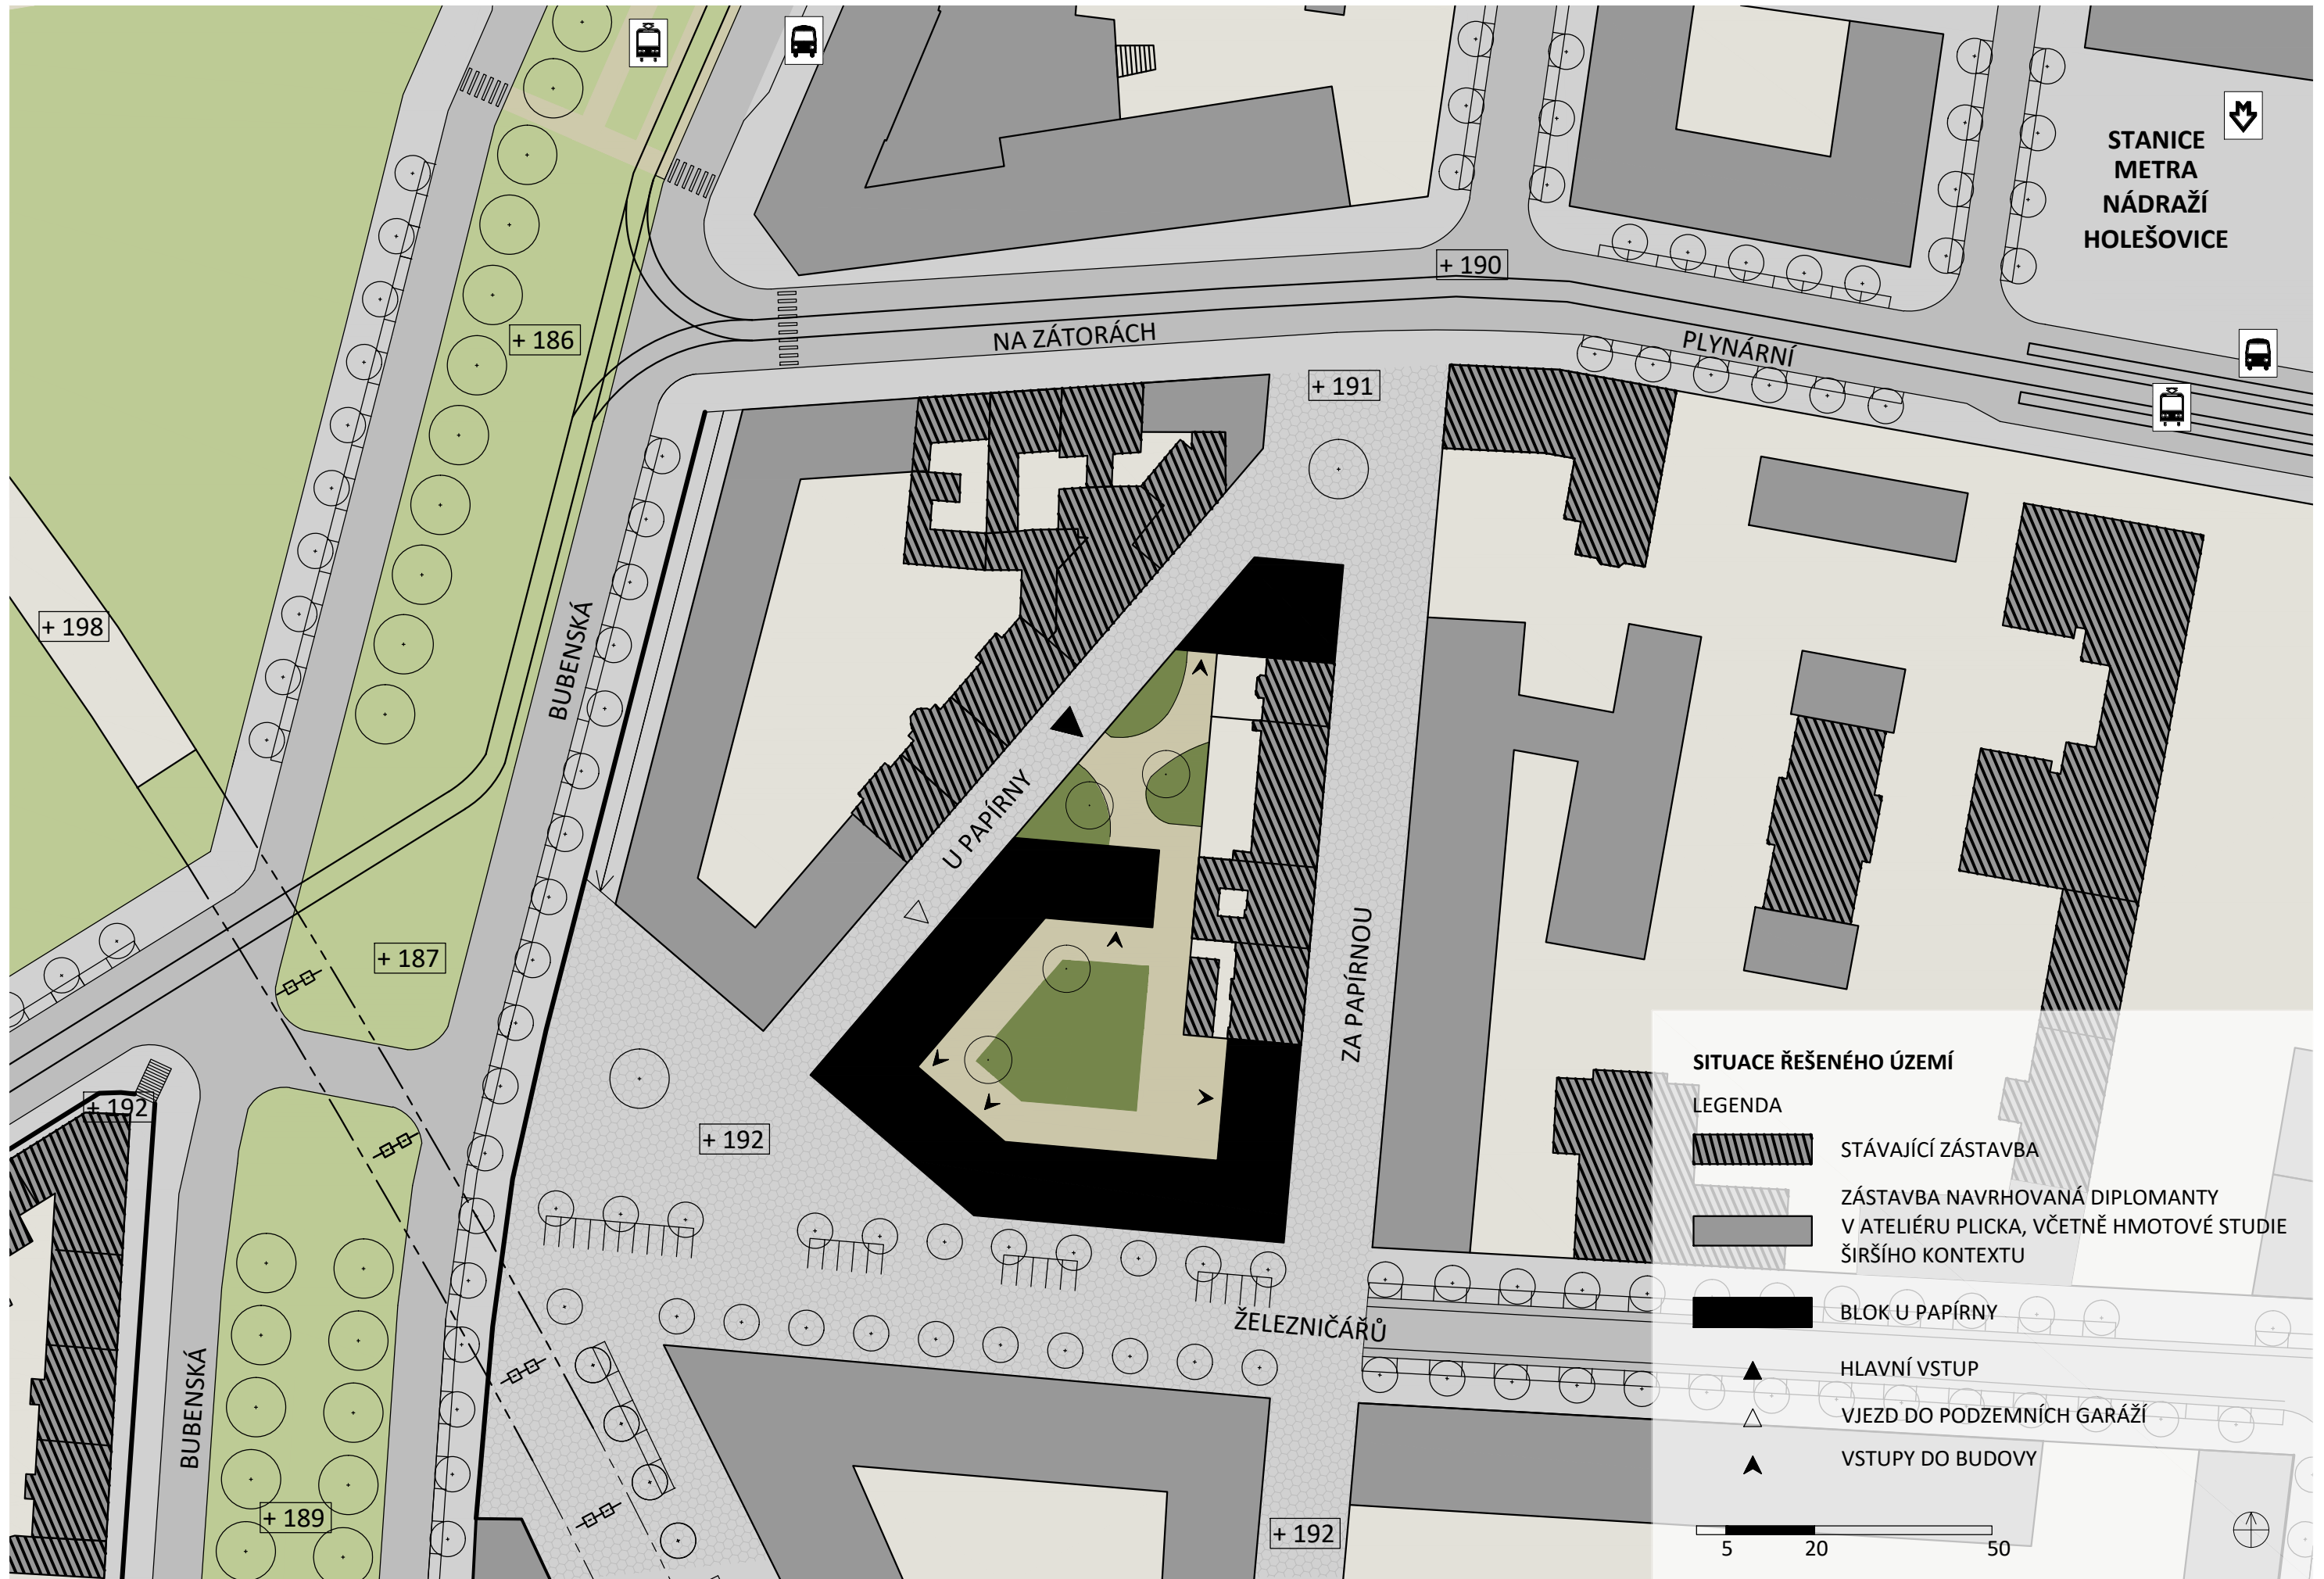 STANICE
METRA
NÁDRAŽÍ
HOLEŠOVICE
+ 190
NA ZÁTORÁCH
PLYNÁRNÍ
+ 186
+ 191
+ 198
BUBENSKÁ
U PAPÍRNY
ZA PAPÍRNOU
+ 187
+ 192
+ 192
ŽELEZNIČÁŘŮ
BUBENSKÁ
+ 189
+ 192
SITUACE ŘEŠENÉHO ÚZEMÍ
LEGENDA
STÁVAJÍCÍ ZÁSTAVBA
ZÁSTAVBA NAVRHOVANÁ DIPLOMANTY
V ATELIÉRU PLICKA, VČETNĚ HMOTOVÉ STUDIE
ŠIRŠÍHO KONTEXTU
BLOK U PAPÍRNY
HLAVNÍ VSTUP
VJEZD DO PODZEMNÍCH GARÁŽÍ
VSTUPY DO BUDOVY
5 20 50